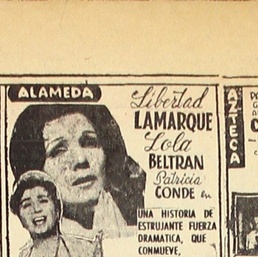 ALAMEDA
Libertad
LAMARQUE
Lola
BELTRAN
Patricia
CONDE en
UNA HISTORIA DE
ESTRUJANTE FUERZA
DRAMATICA, QUE
CONMUEVE,
AZTECA